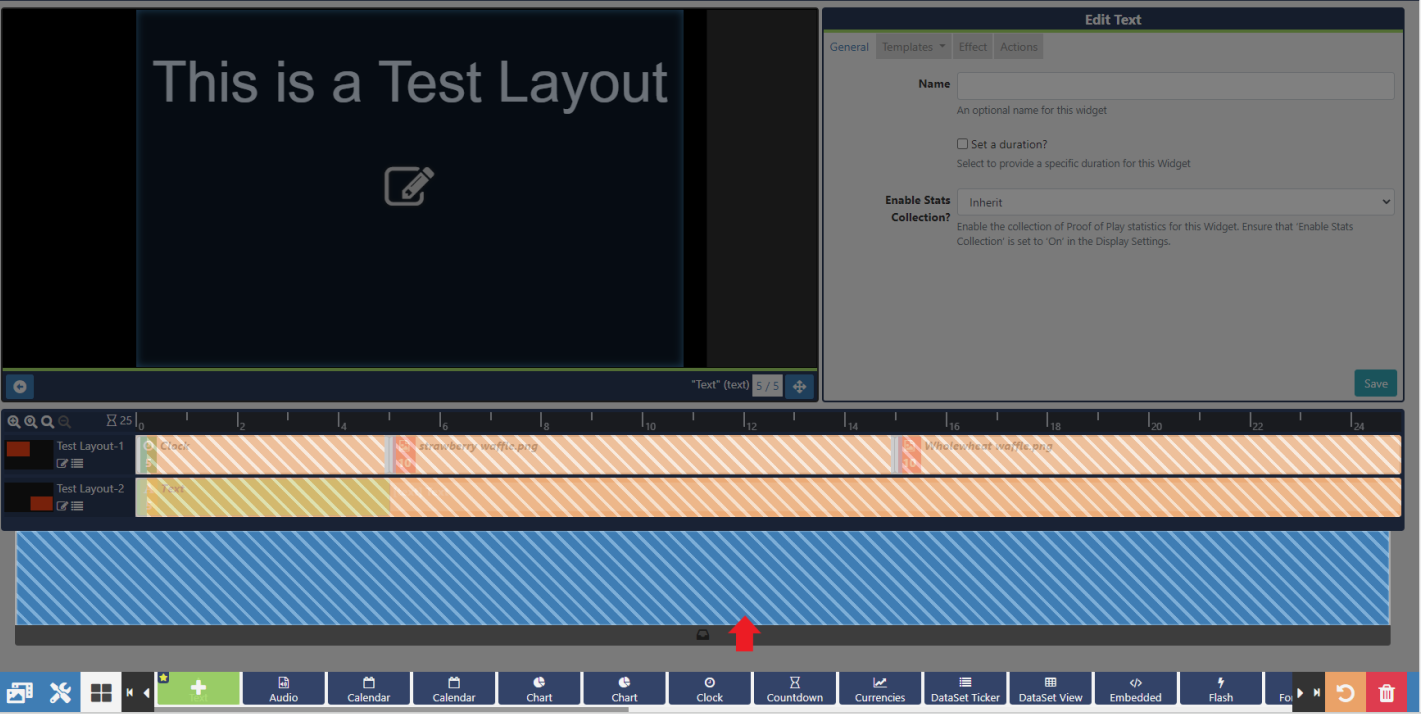 Edit Text
This is a Test Layout
General Templates Effect Actions
Name
An optional name for this widget
Set a duration?
Select to provide a specific duration for this Widget
Enable Stats
Collection?
Inherit
Enable the collection of Proof of Play statistics for this Widget. Ensure that 'Enable Stats
Collection' is set to 'On' in the Display Settings.
"Text" (text) 5 / 5
Save
25 0 2 4 6 8 10 12 14 16 18 20 22 24
Test Layout-1
Clock
5
strawberry waffle.png
10
Wholewheat waffle.png
10
Test Layout-2
Text
Text Audio Calendar Calendar Chart Chart Clock Countdown Currencies DataSet Ticker DataSet View Embedded Flash Fo